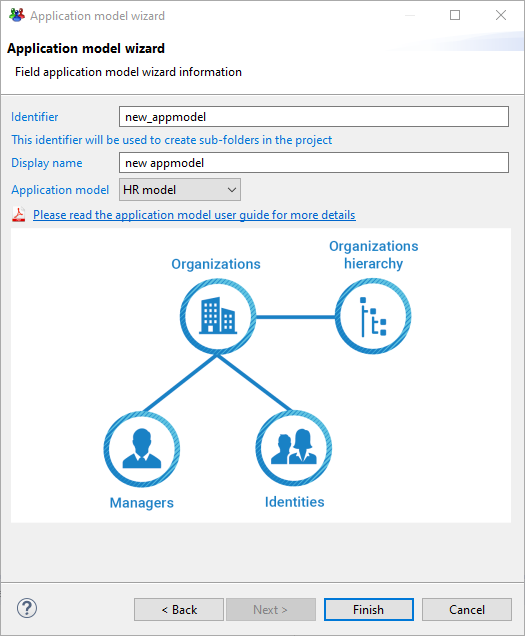 Application model wizard
Application model wizard
Field application model wizard information
Identifier
new_appmodel
This identifier will be used to create sub-folders in the project
Display name
new appmodel
Application model
HR model
Please read the application model user guide for more details
Organizations
Organizations
hierarchy
Managers
Identities
?
< Back
Next >
Finish
Cancel